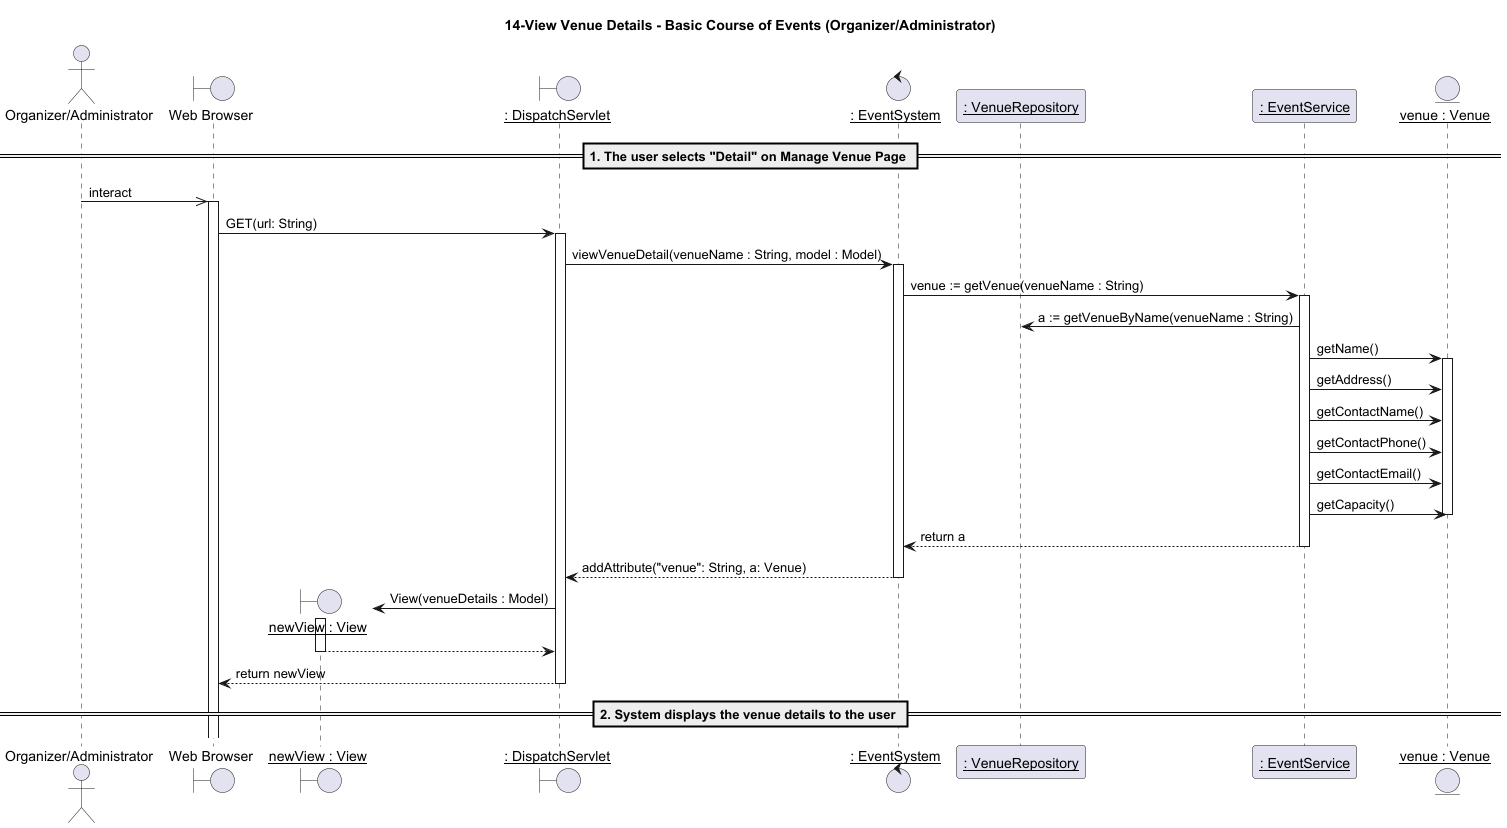 14-View Venue Details - Basic Course of Events (Organizer/Administrator)
Organizer/Administrator
Web Browser
: DispatchServlet
: EventSystem
: VenueRepository
: EventService
venue : Venue
1. The user selects "Detail" on Manage Venue Page
interact
GET(url: String)
viewVenueDetail(venueName : String, model : Model)
venue := getVenue(venueName : String)
a := getVenueByName(venueName : String)
getName()
getAddress()
getContactName()
getContactPhone()
getContactEmail()
getCapacity()
return a
addAttribute("venue": String, a: Venue)
View(venueDetails : Model)
newView : View
return newView
2. System displays the venue details to the user
Organizer/Administrator
Web Browser
newView : View
: DispatchServlet
: EventSystem
: VenueRepository
: EventService
venue : Venue